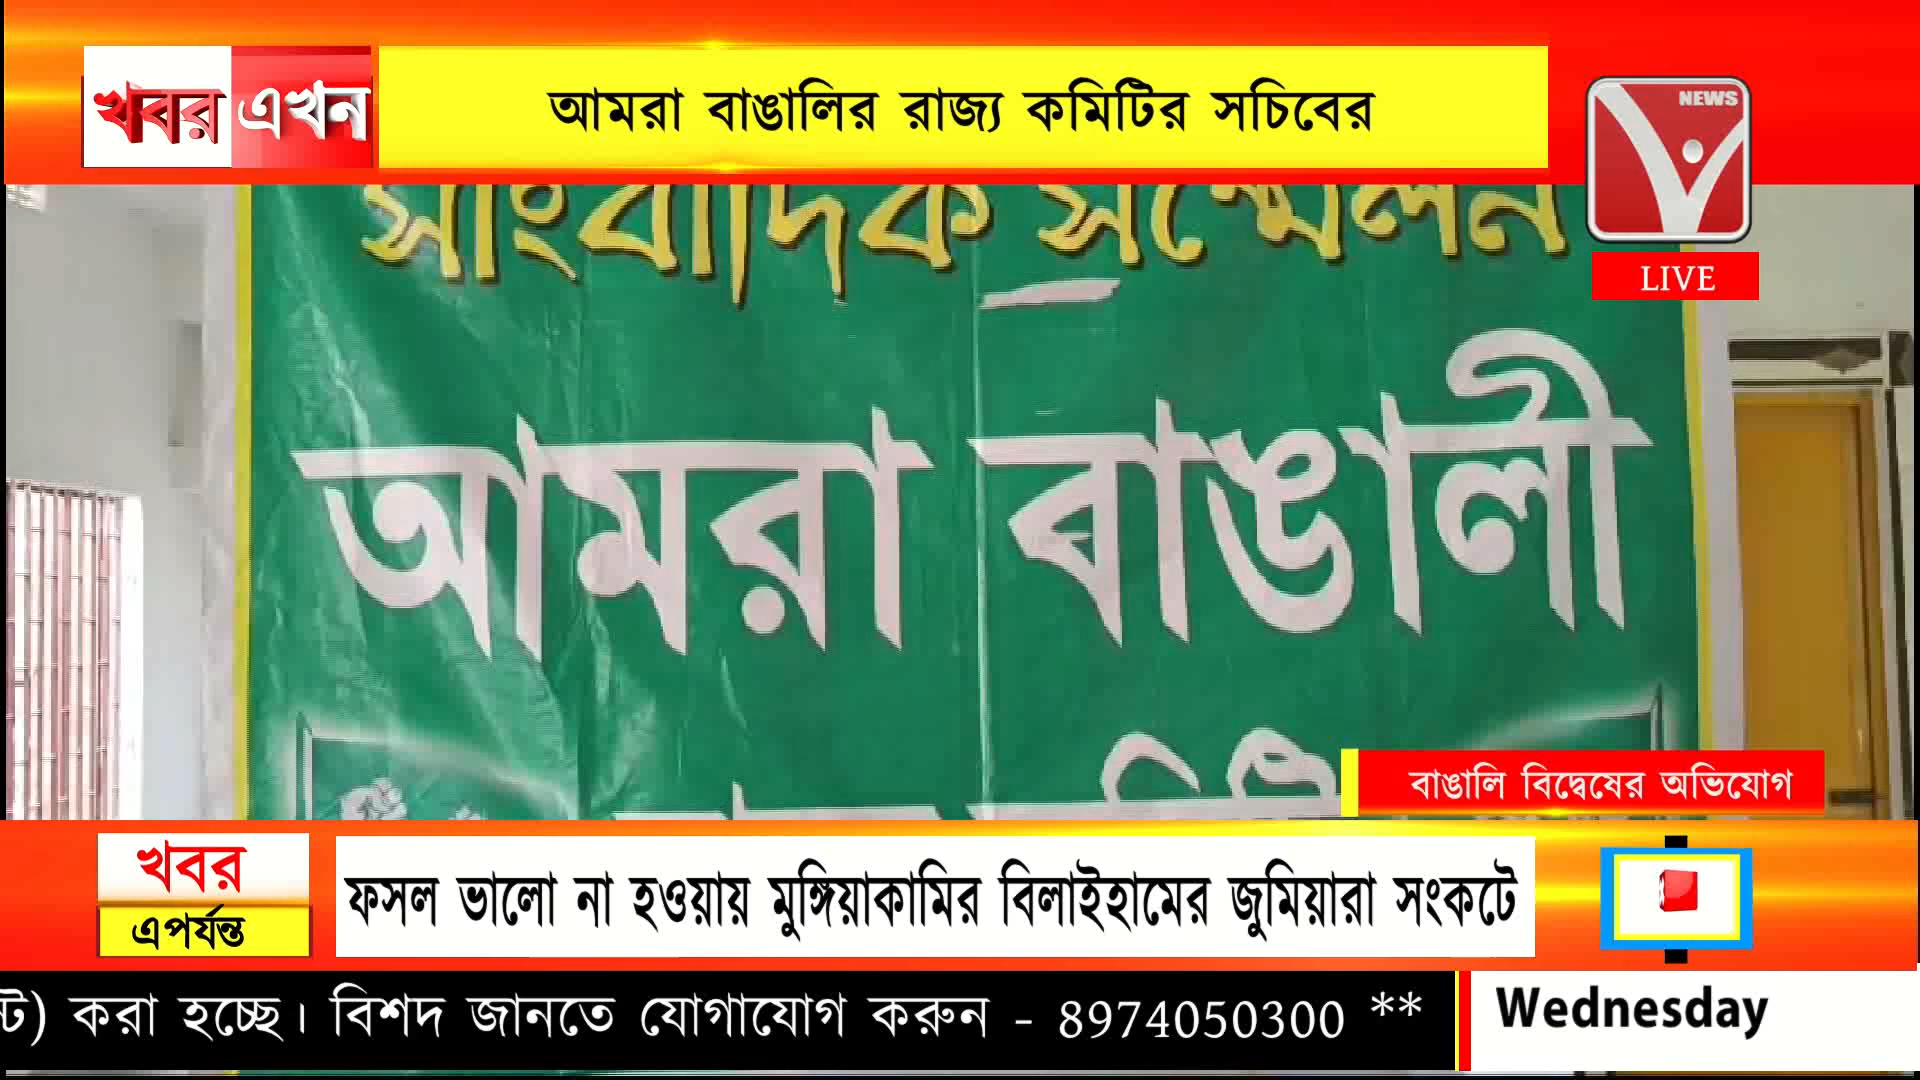 খবর এখন
আমরা বাঙালির রাজ্য কমিটির সচিবের
NEWS
LIVE
সাংবাদিক সম্মেলন
আমরা বাঙালী
বাঙালি বিদ্বেষের অভিযোগ
খবর
এপর্যন্ত
ফসল ভালো না হওয়ায় মুঙ্গিয়াকামির বিলাইহামের জুমিয়ারা সংকটে
ট) করা হচ্ছে। বিশদ জানতে যোগাযোগ করুন - 8974050300 **
Wednesday